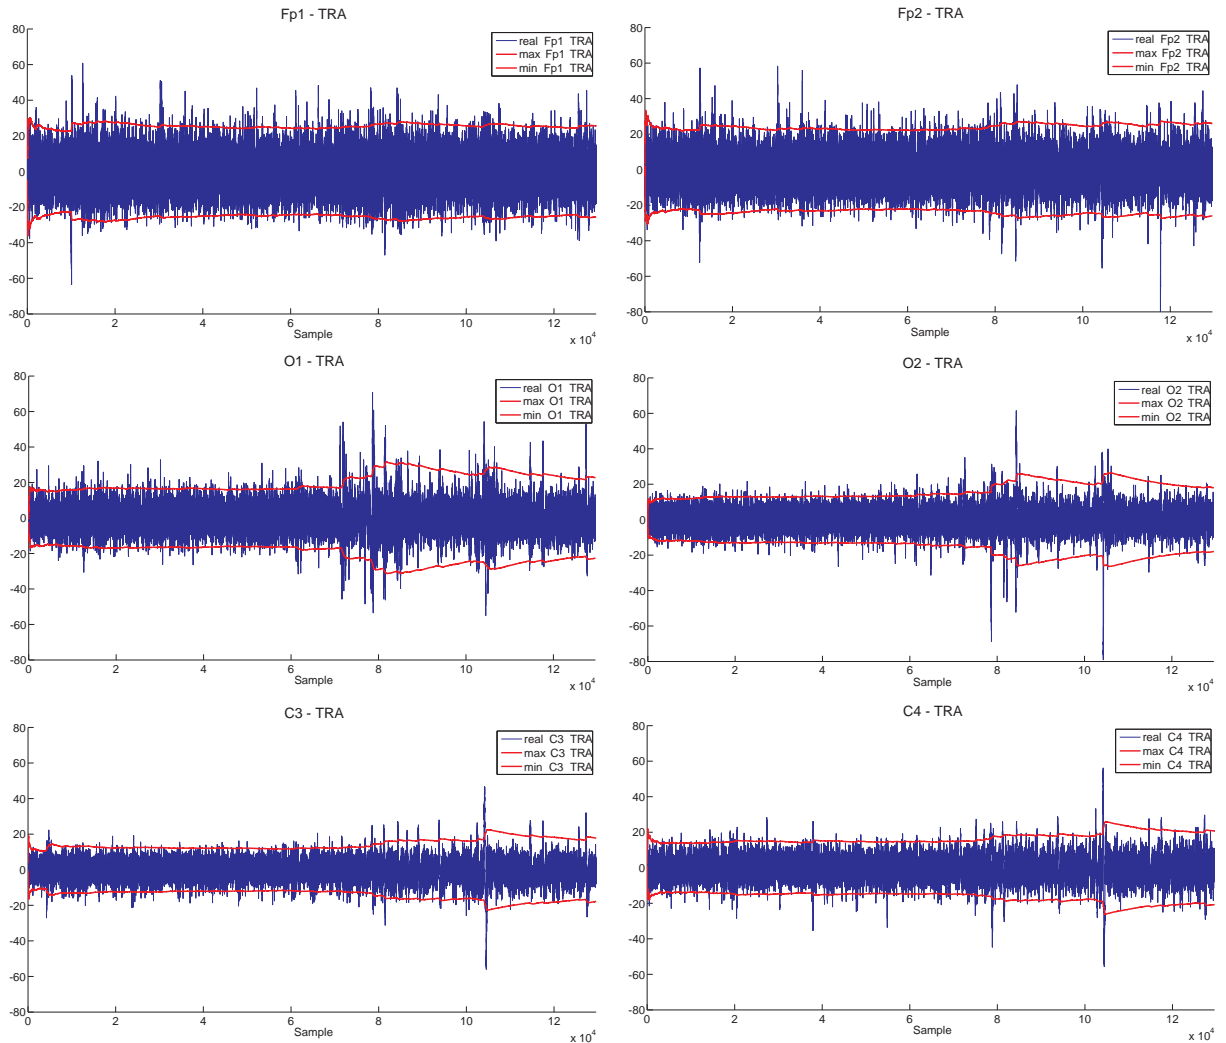 Fp1 - TRA
80
60
40
20
0
-20
-40
-60
-80
real Fp1 TRA
max Fp1 TRA
min Fp1 TRA
0 2 4 6 8 10 12
Sample
x 10^4
Fp2 - TRA
80
60
40
20
0
-20
-40
-60
-80
real Fp2 TRA
max Fp2 TRA
min Fp2 TRA
0 2 4 6 8 10 12
Sample
x 10^4
O1 - TRA
80
60
40
20
0
-20
-40
-60
-80
real O1 TRA
max O1 TRA
min O1 TRA
0 2 4 6 8 10 12
Sample
x 10^4
O2 - TRA
80
60
40
20
0
-20
-40
-60
-80
real O2 TRA
max O2 TRA
min O2 TRA
0 2 4 6 8 10 12
Sample
x 10^4
C3 - TRA
80
60
40
20
0
-20
-40
-60
-80
real C3 TRA
max C3 TRA
min C3 TRA
0 2 4 6 8 10 12
Sample
x 10^4
C4 - TRA
80
60
40
20
0
-20
-40
-60
-80
real C4 TRA
max C4 TRA
min C4 TRA
0 2 4 6 8 10 12
Sample
x 10^4